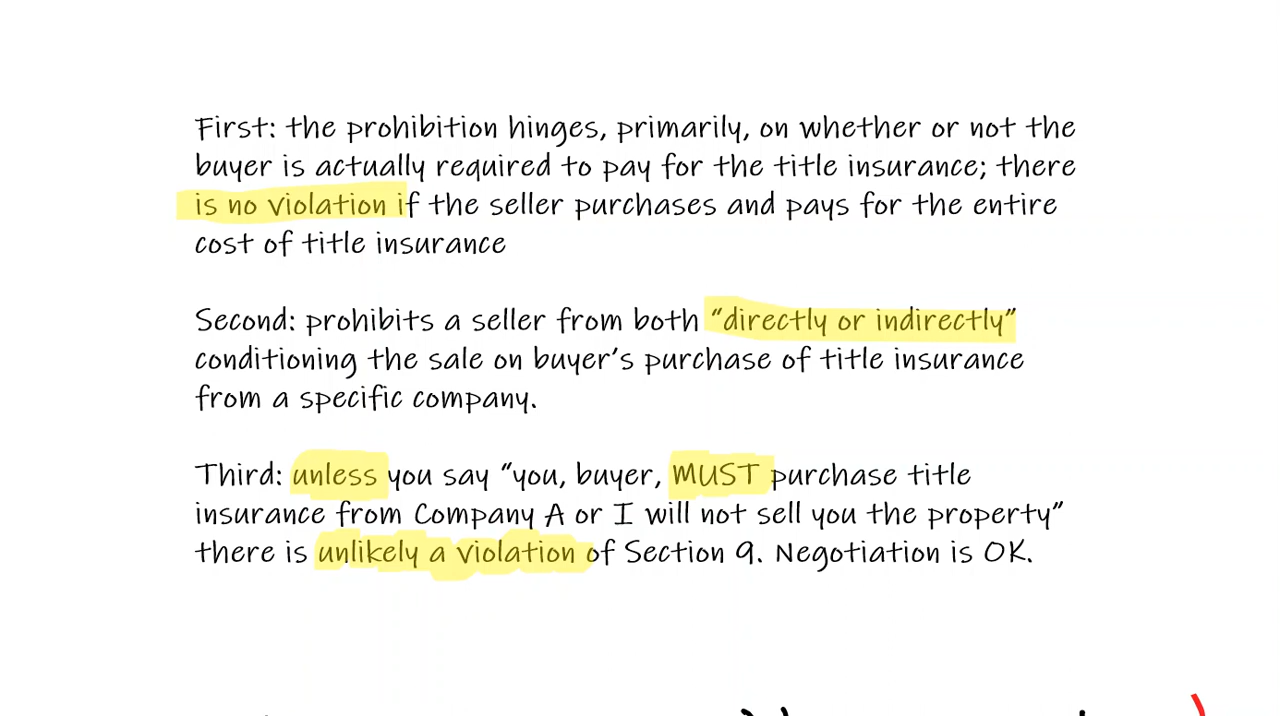 First: the prohibition hinges, primarily, on whether or not the
buyer is actually required to pay for the title insurance; there
is no violation if the seller purchases and pays for the entire
cost of title insurance
Second: prohibits a seller from both “directly or indirectly”
conditioning the sale on buyer’s purchase of title insurance
from a specific company.
Third: unless you say “you, buyer, MUST purchase title
insurance from Company A or I will not sell you the property”
there is unlikely a violation of Section 9. Negotiation is OK.